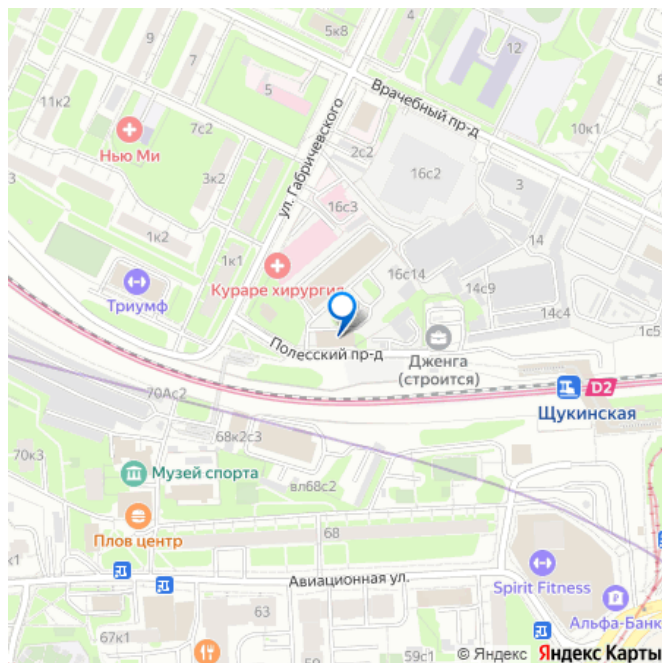 5к8
4
9
7
12
8
5
11к2
Врачебный пр-д
10к1
7с2
Нью Ми
2с2
ул. Габричевского
3
3к2
16с2
3
16с3
1к2
14
1к1
Кураре хирургия
16с14
14с9
Триумф
14с4
1с5
Полесский пр-д
Дженга
(строится)
D2
70Ас2
Щукинская
68к2с3
70к3
Музей спорта
вл68с2
Плов центр
68
к1
Авиационная ул.
Spirit Fitness
63
Альфа-Банк
67к1
59
59с1
© Яндекс Яндекс Карты